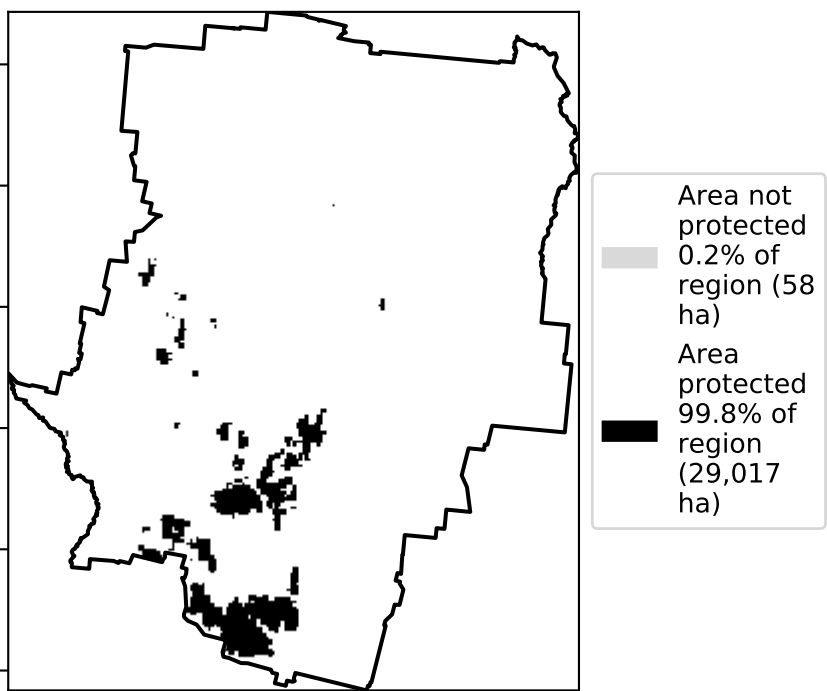 Area not
protected
0.2% of
region (58
ha)
Area
protected
99.8% of
region
(29,017
ha)